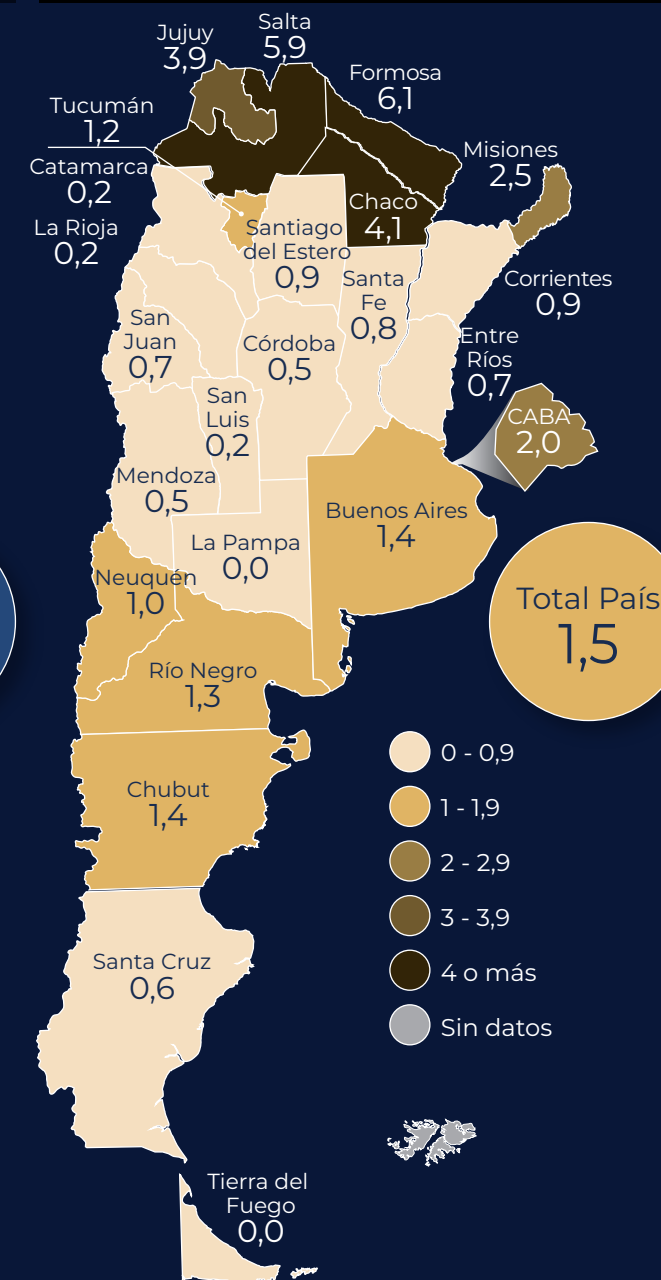 Jujuy
3,9
Salta
5,9
Formosa
6,1
Tucumán
1,2
Misiones
2,5
Catamarca
0,2
Chaco
4,1
La Rioja
0,2
Santiago
del Estero
0,9
Santa
Fe
0,8
Corrientes
0,9
San
Juan
0,7
Córdoba
0,5
Entre
Ríos
0,7
San
Luis
0,2
CABA
2,0
Mendoza
0,5
Buenos Aires
1,4
La Pampa
0,0
Neuquén
1,0
Total País
1,5
Río Negro
1,3
Chubut
1,4
0 - 0,9
1 - 1,9
2 - 2,9
3 - 3,9
4 o más
Sin datos
Santa Cruz
0,6
Tierra del
Fuego
0,0